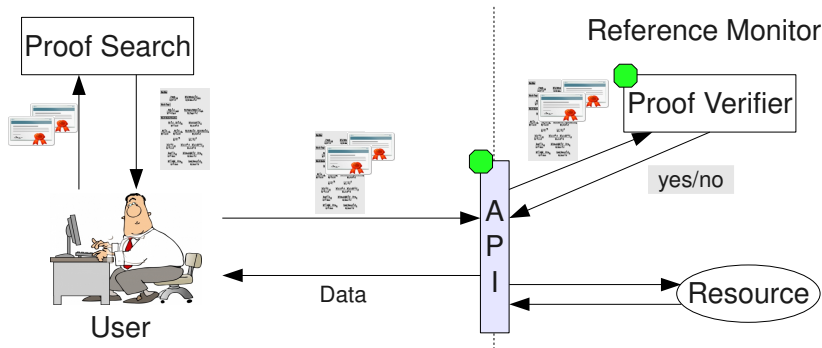 Reference Monitor
Proof Search
Proof Verifier
yes/no
A
P
I
Data
Resource
User